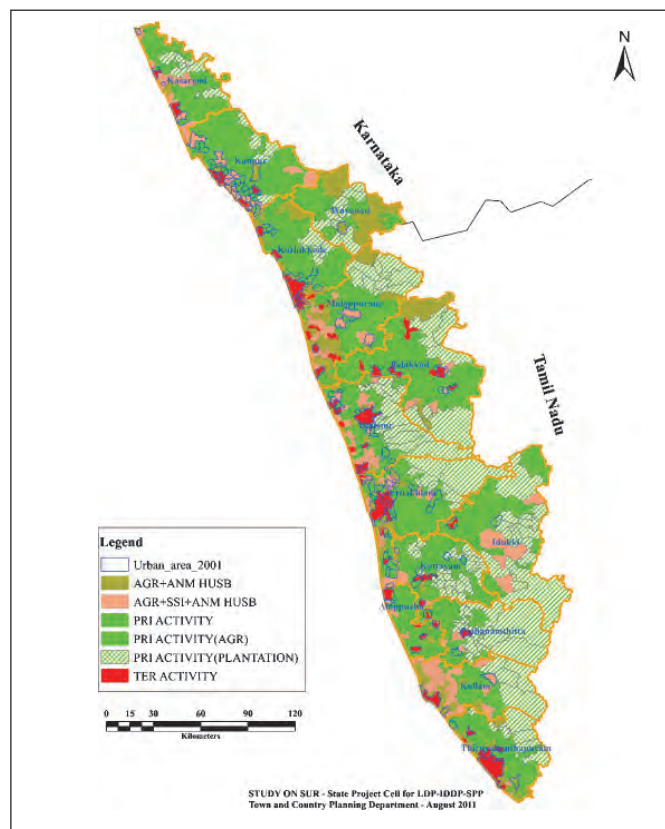 N
Kasargod
Karnataka
Kannur
Wayanad
Kozhikkode
Malappuram
Palakkad
Tamil Nadu
Ernakulam
Idukki
Kottayam
Alappuzha
Pathanamthitta
Kollam
Thiruvananthapuram
Legend
Urban_area_2001
AGR+ANM HUSB
AGR+SSI+ANM HUSB
PRI ACTIVITY
PRI ACTIVITY(AGR)
PRI ACTIVITY(PLANTATION)
TER ACTIVITY
0 15 30 60 90 120
Kilometers
STUDY ON SUR - State Project Cell for LDP-IDDP-SPP
Town and Country Planning Department - August 2011